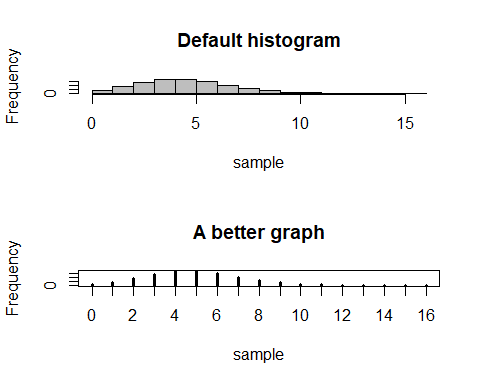 Default histogram
Frequency
0
0 5 10 15
sample
A better graph
Frequency
0
0 2 4 6 8 10 12 14 16
sample